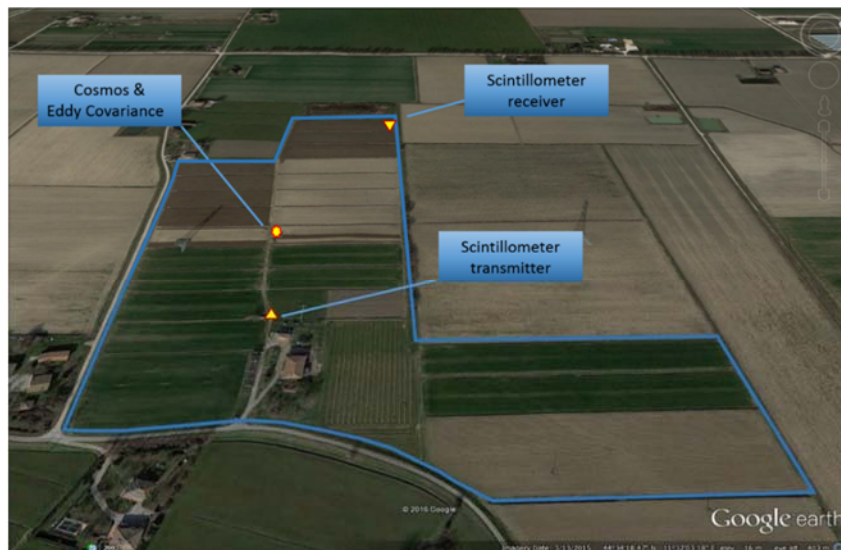 Cosmos &
Eddy Covariance
Scintillometer
receiver
Scintillometer
transmitter
© 2016 Google
Google earth